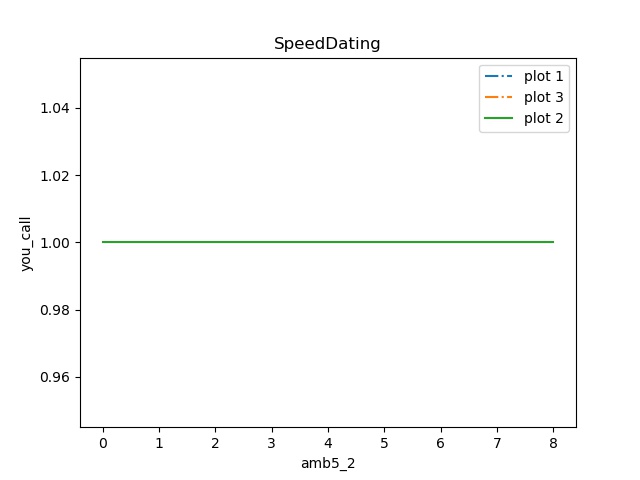 SpeedDating
plot 1
plot 3
plot 2
1.04
1.02
1.00
0.98
0.96
you_call
0 1 2 3 4 5 6 7 8
amb5_2